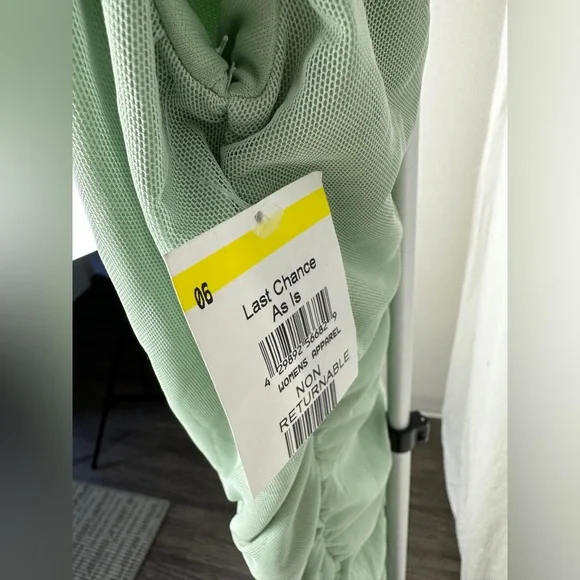 06
Last Chance
As Is
4 29892 56682 9
WOMENS APPAREL
NON
RETURNABLE